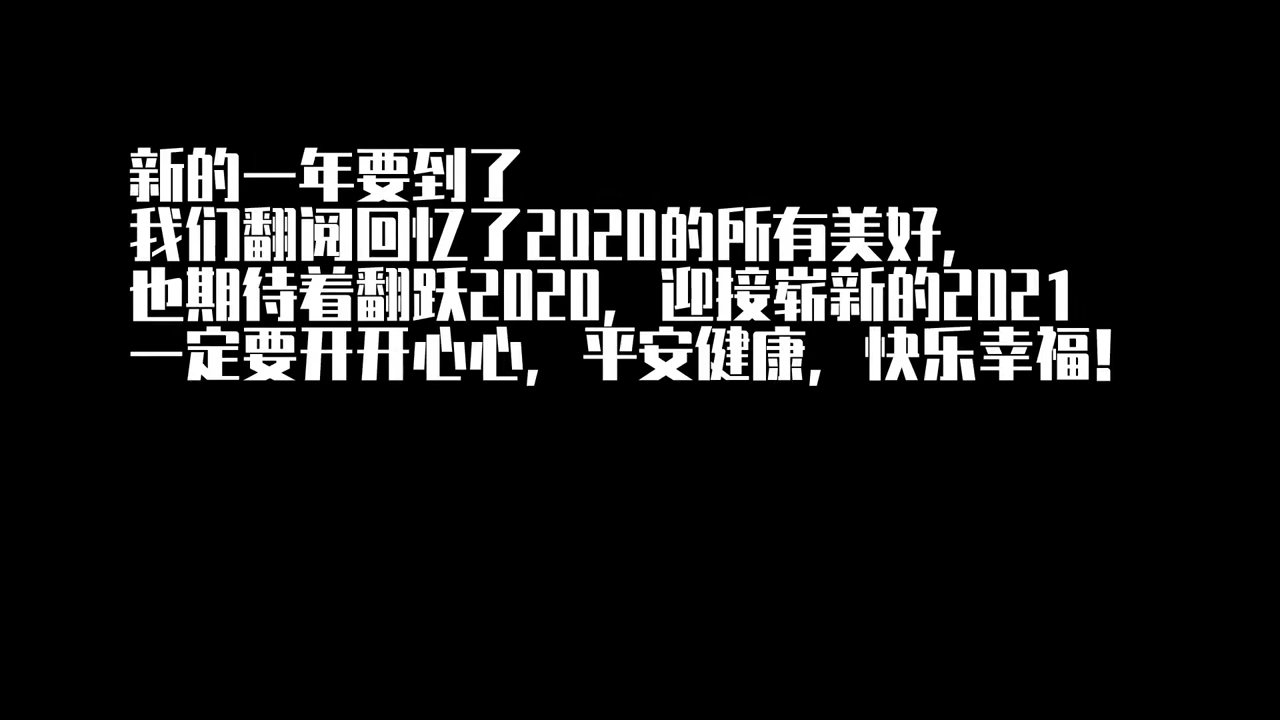 新的一年要到了
我们翻阅回忆了2020的所有美好,
也期待着翻跃2020, 迎接崭新的2021
一定要开开心心, 平安健康, 快乐幸福!